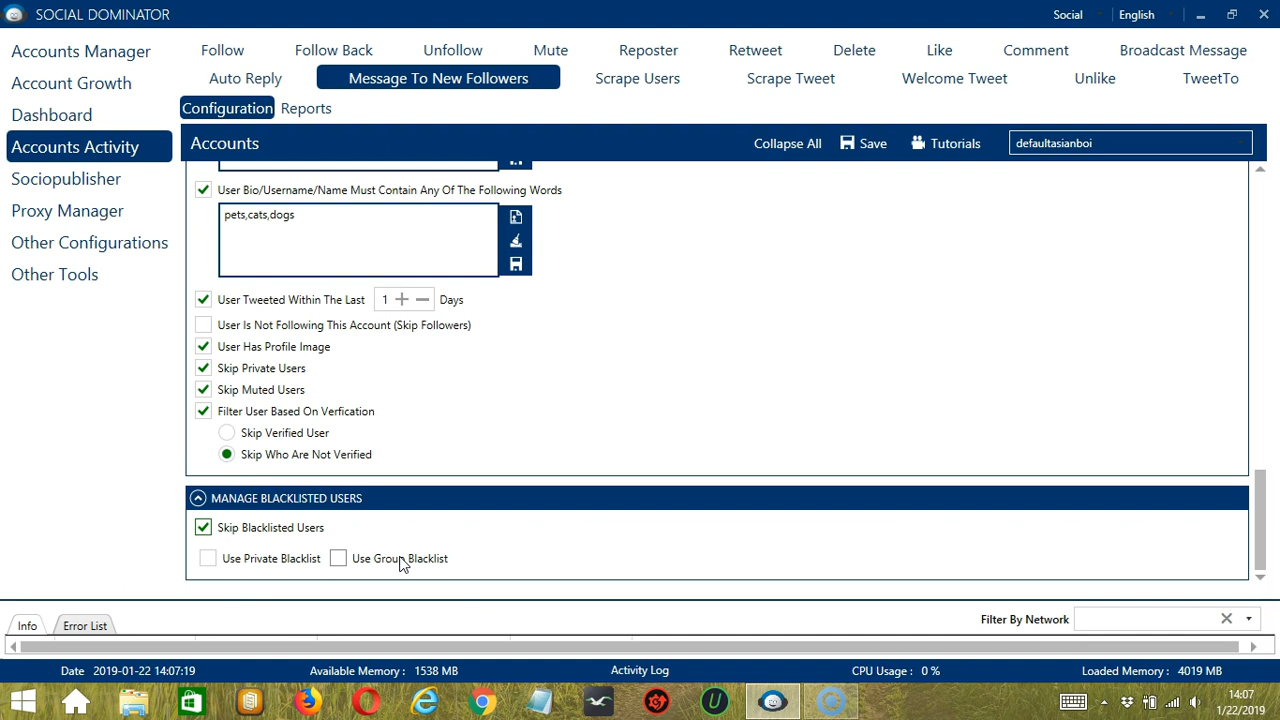 SOCIAL DOMINATOR
Social
English
Accounts Manager
Account Growth
Dashboard
Accounts Activity
Sociopublisher
Proxy Manager
Other Configurations
Other Tools
Follow Follow Back Unfollow Mute Reposter Retweet Delete Like Comment Broadcast Message
Auto Reply Message To New Followers Scrape Users Scrape Tweet Welcome Tweet Unlike TweetTo
Configuration Reports
Accounts Collapse All Save Tutorials defaultasianboi
User Bio/Username/Name Must Contain Any Of The Following Words
pets,cats,dogs
User Tweeted Within The Last 1 Days
User Is Not Following This Account (Skip Followers)
User Has Profile Image
Skip Private Users
Skip Muted Users
Filter User Based On Verfication
Skip Verified User
Skip Who Are Not Verified
MANAGE BLACKLISTED USERS
Skip Blacklisted Users
Use Private Blacklist Use Group Blacklist
Info Error List Filter By Network
Date 2019-01-22 14:07:19 Available Memory : 1538 MB Activity Log CPU Usage : 0 % Loaded Memory : 4019 MB
14:07
1/22/2019